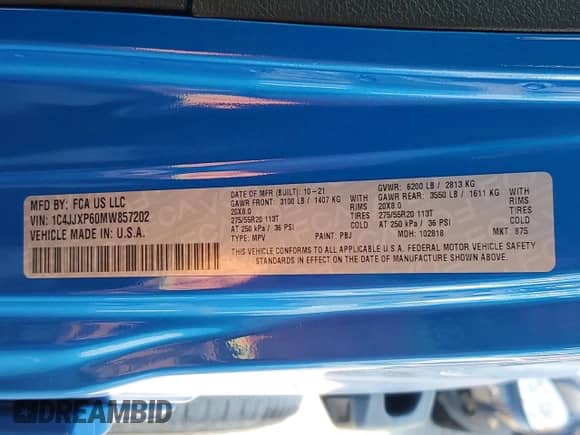 MFD BY: FCA US LLC
VIN: 1C4JJXP60MW857202
VEHICLE MADE IN: U.S.A.
DATE OF MFR (BUILT): 10-21
GAWR FRONT: 3100 LB / 1407 KG WITH
20X8.0 RIMS
275/55R20 113T TIRES
AT 250 kPa / 36 PSI COLD
TYPE: MPV PAINT PBJ
GVWR: 6200 LB / 2813 KG
GAWR REAR: 3550 LB / 1611 KG WITH
20X8.0 RIMS
275/55R20 113T TIRES
AT 250 kPa / 36 PSI COLD
MDH: 102818 MKT 875
THIS VEHICLE CONFORMS TO ALL APPLICABLE U.S.A. FEDERAL MOTOR VEHICLE SAFETY
STANDARDS IN EFFECT ON THE DATE OF MANUFACTURE SHOWN ABOVE
DREAMBID